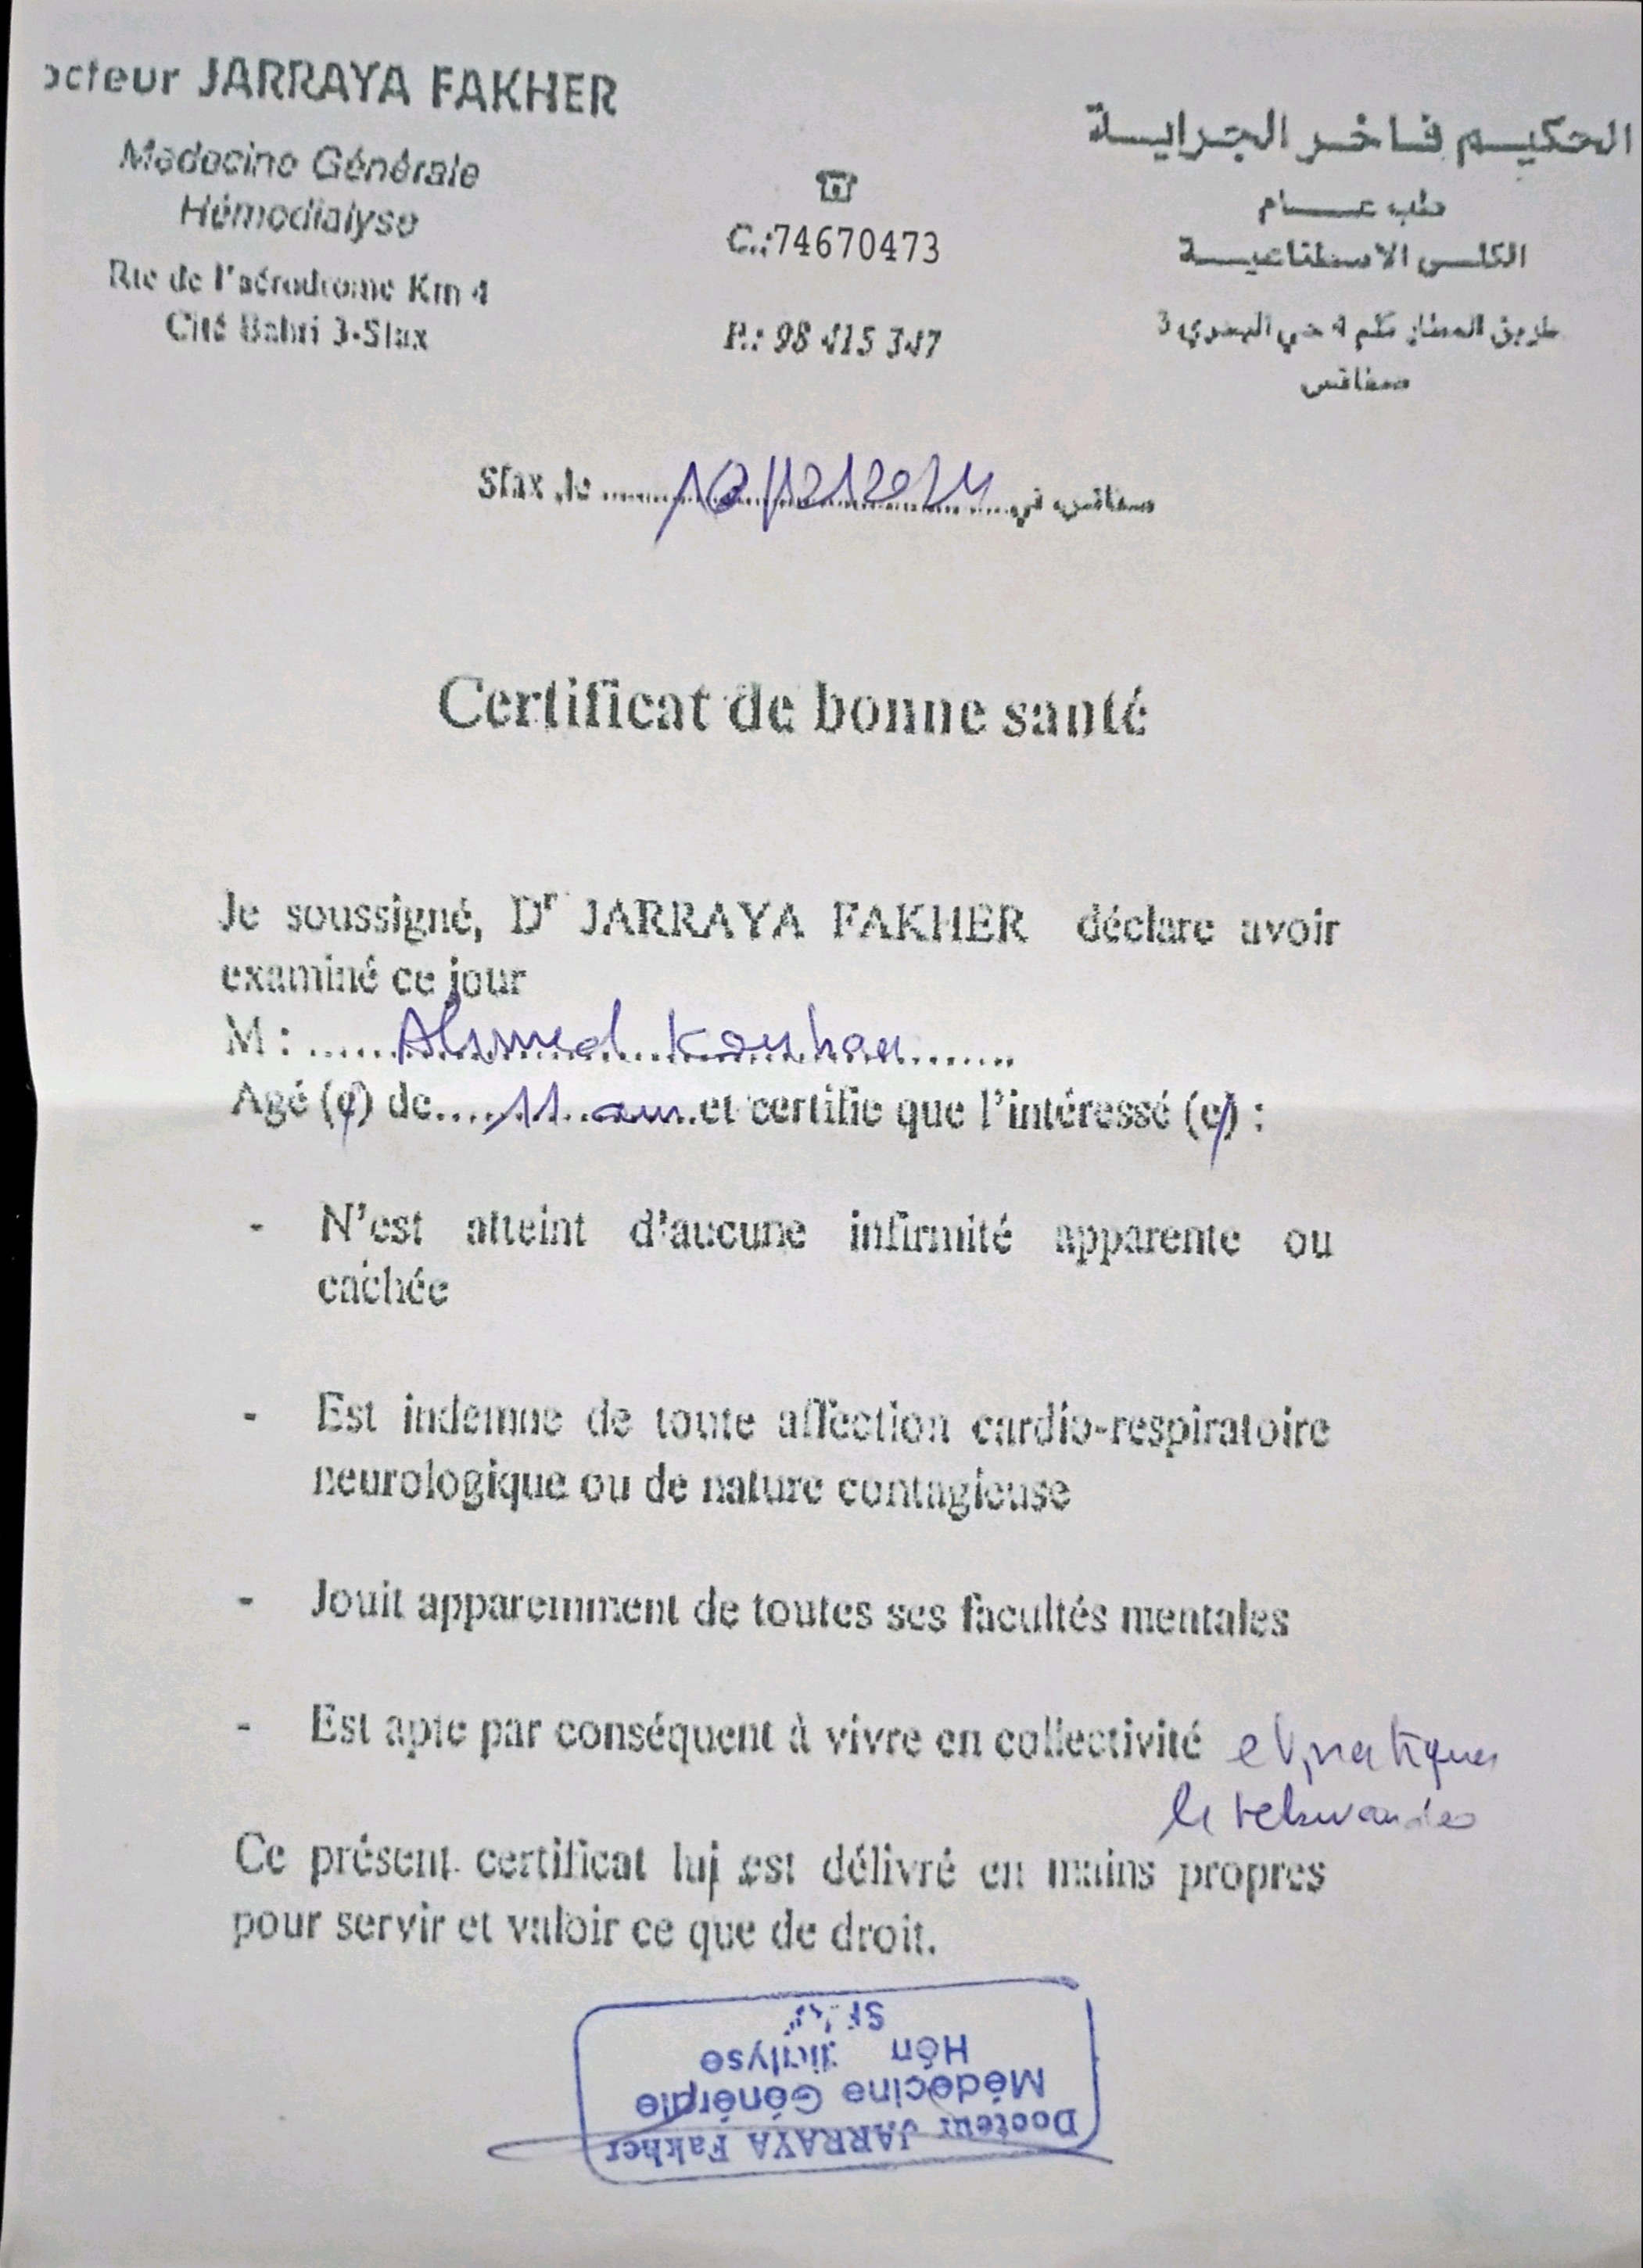 octeur JARRAYA FAKHER
Médecine Générale
Hémodialyse
Rte de l'aérodrome Km 4
Cité Bahri 3-Sfax
C.:74670473
P.: 98 415 347
الحكيم فاخر الجراية
طب عام
الكلى الاصطناعية
طريق المطار كلم 4 حي البحري 3
صفاقس
Sfax ,le .......... /12/2024 .......... صفاقس في
Certificat de bonne santé
Je soussigné, Dr JARRAYA FAKHER déclare avoir
examiné ce jour
M : ...... Ahmed ..........
Agé (e) de.... 11 ans et certifie que l'intéressé (e) :
- N'est atteint d'aucune infirmité apparente ou
cachée
- Est indemne de toute affection cardio-respiratoire
neurologique ou de nature contagieuse
- Jouit apparemment de toutes ses facultés mentales
- Est apte par conséquent à vivre en collectivité et pratiquer
le
Ce présent certificat lui est délivré en mains propres
pour servir et valoir ce que de droit.
Docteur JARRAYA Fakher
Médecine Générale